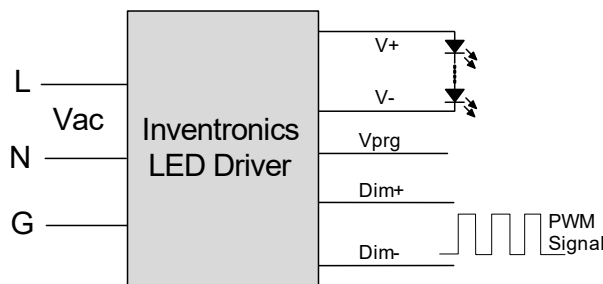 L
Vac
N
G
Inventronics
LED Driver
V+
V-
Vprg
Dim+
Dim-
PWM
Signal